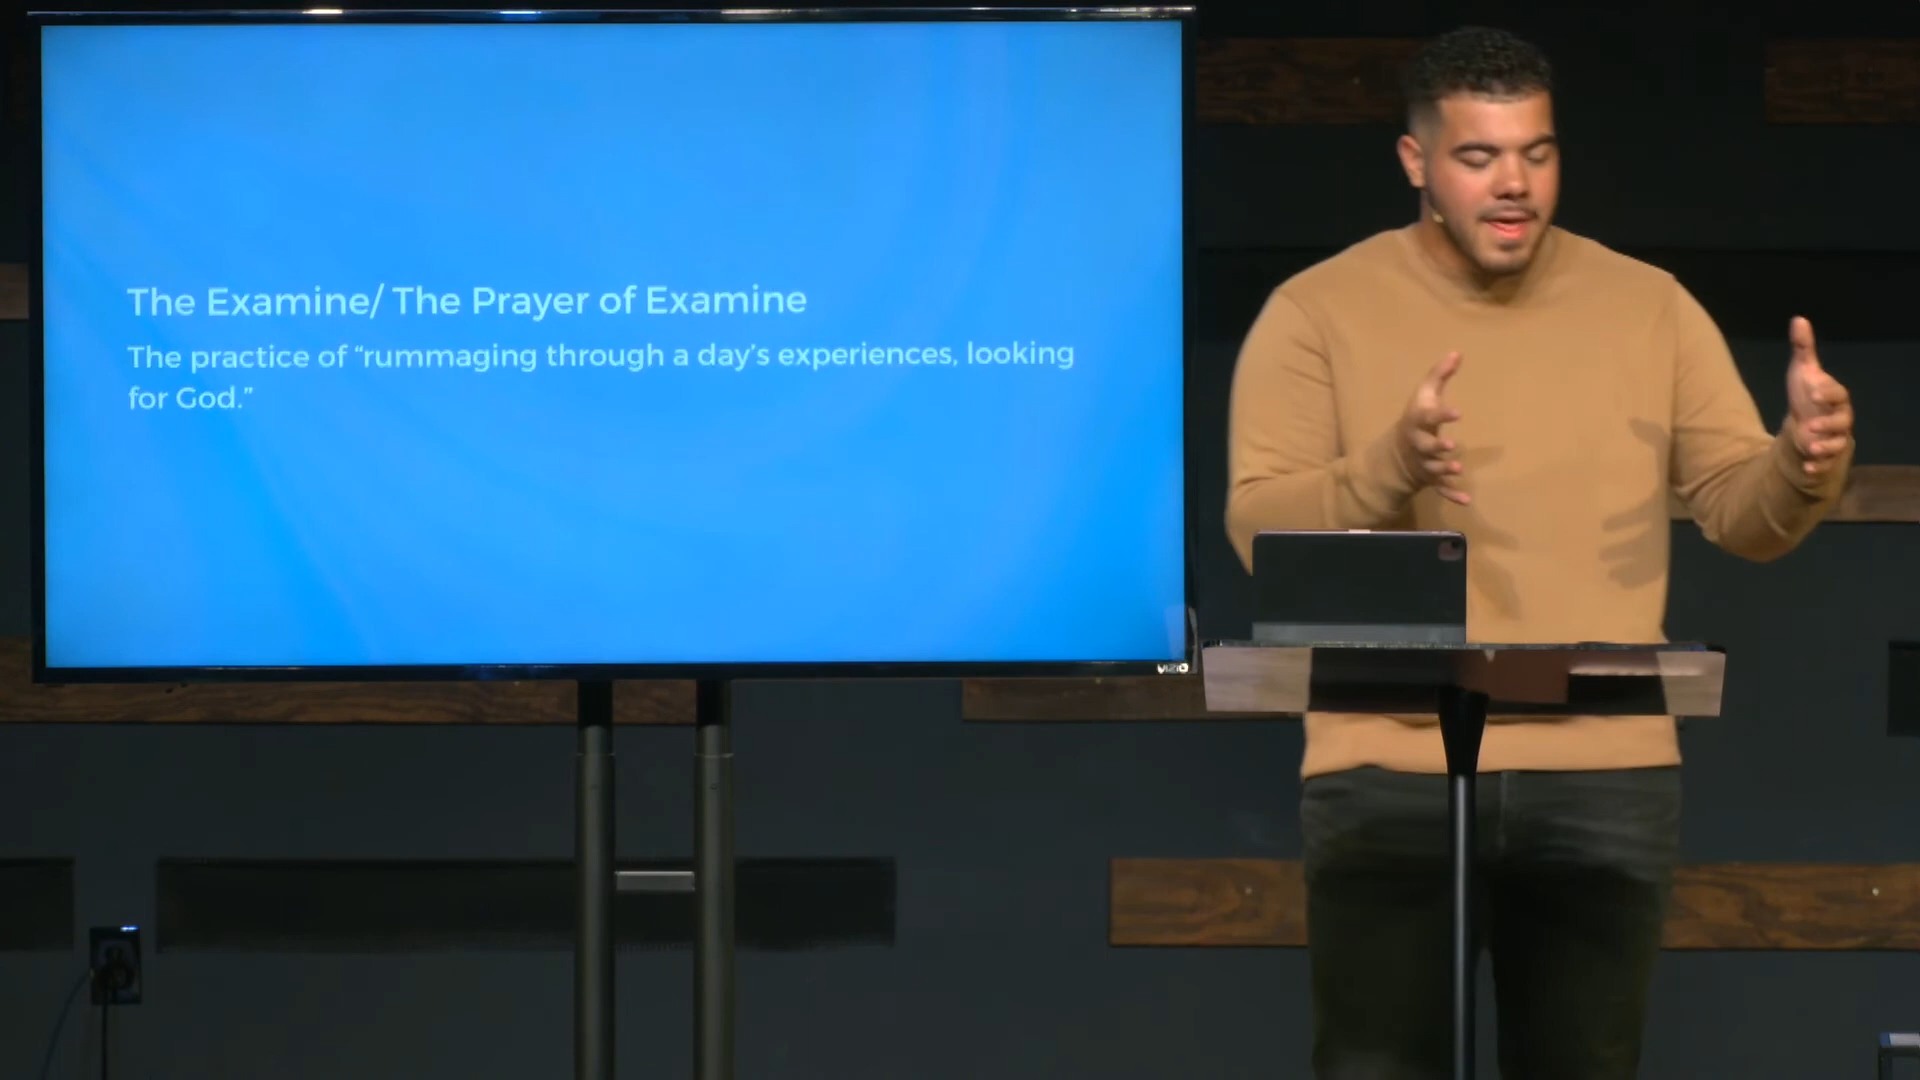 The Examine/ The Prayer of Examine
The practice of “rummaging through a day’s experiences, looking
for God.”
VIZIO